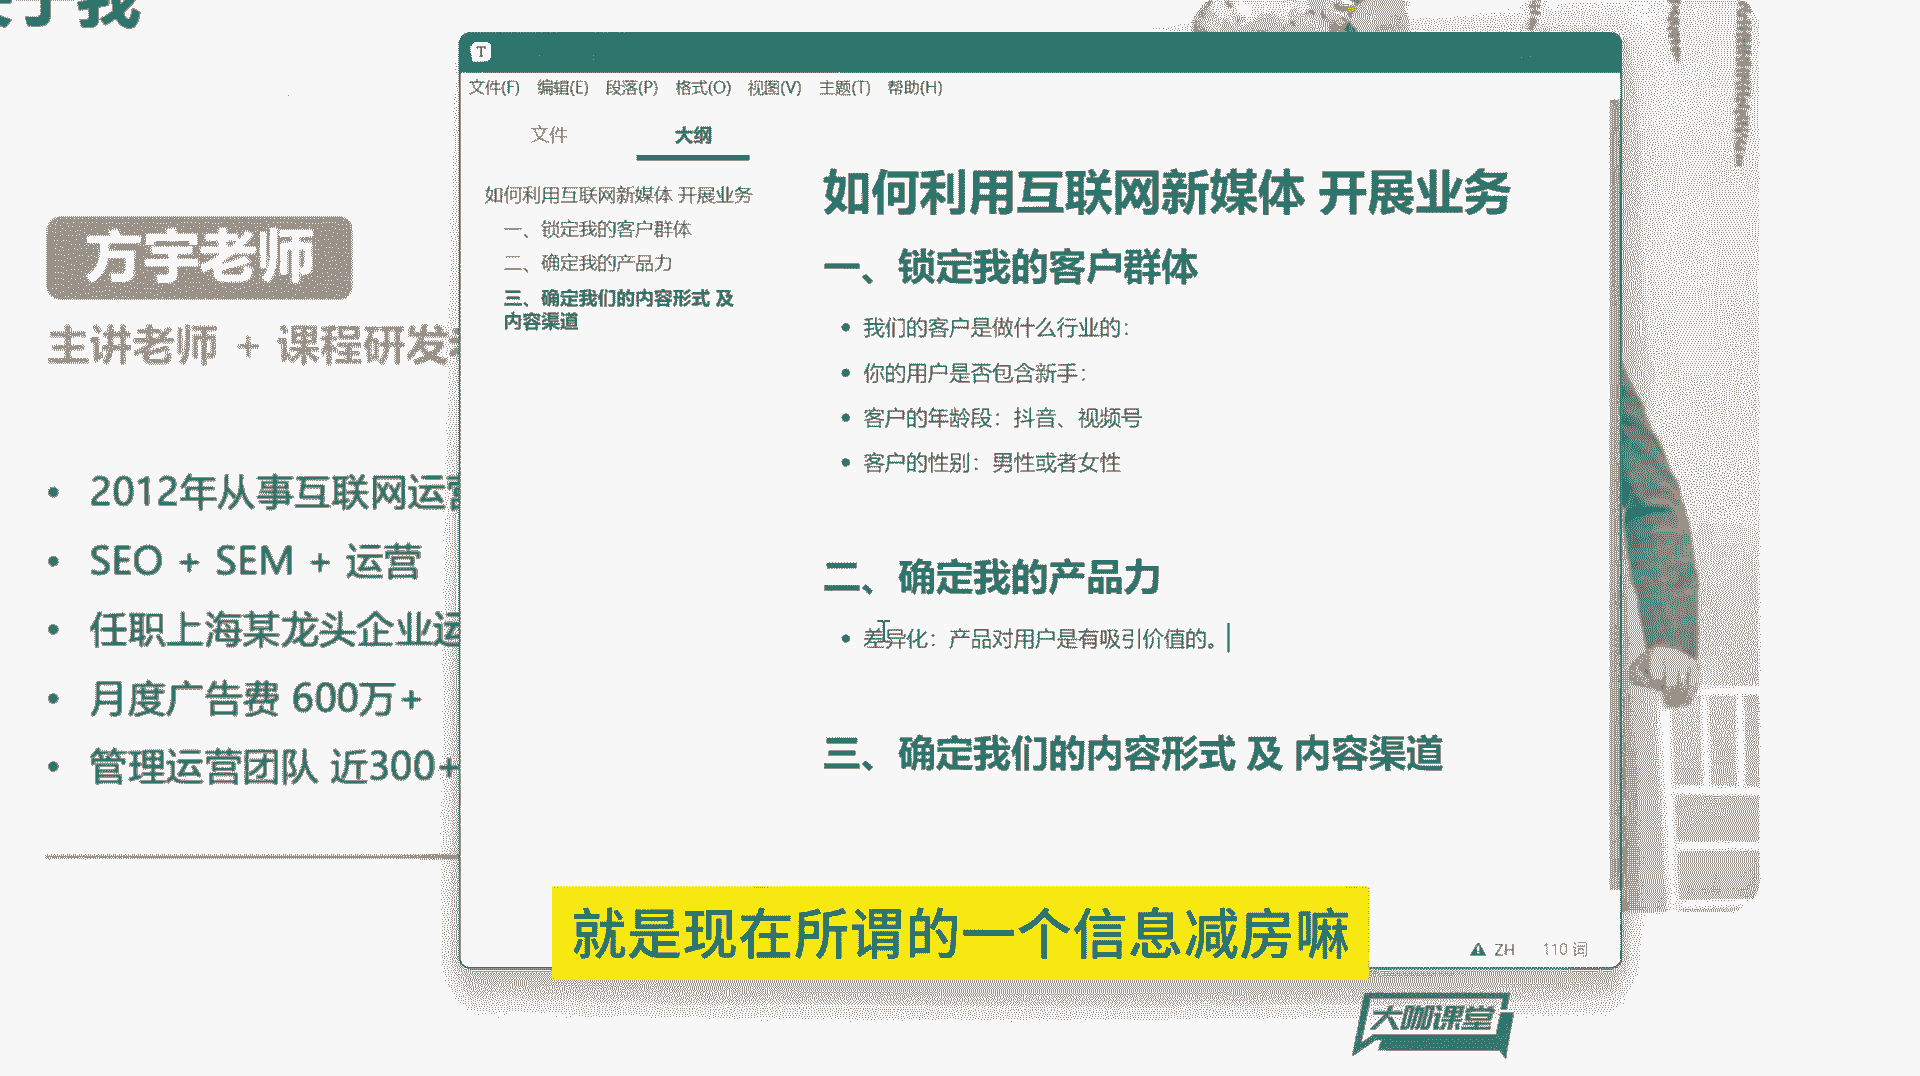 于我
方宇老师
主讲老师 + 课程研发
2012年从事互联网运营
SEO + SEM + 运营
任职上海某龙头企业运
月度广告费 600万+
管理运营团队 近300+
T
文件(F) 编辑(E) 段落(P) 格式(O) 视图(V) 主题(T) 帮助(H)
文件 大纲
如何利用互联网新媒体 开展业务
一、锁定我的客户群体
二、确定我的产品力
三、确定我们的内容形式 及
内容渠道
如何利用互联网新媒体 开展业务
一、锁定我的客户群体
我们的客户是做什么行业的：
你的用户是否包含新手：
客户的年龄段：抖音、视频号
客户的性别：男性或者女性
二、确定我的产品力
差异化：产品对用户是有吸引价值的。
三、确定我们的内容形式 及 内容渠道
ZH 110 词
就是现在所谓的一个信息减房嘛
大咖课堂